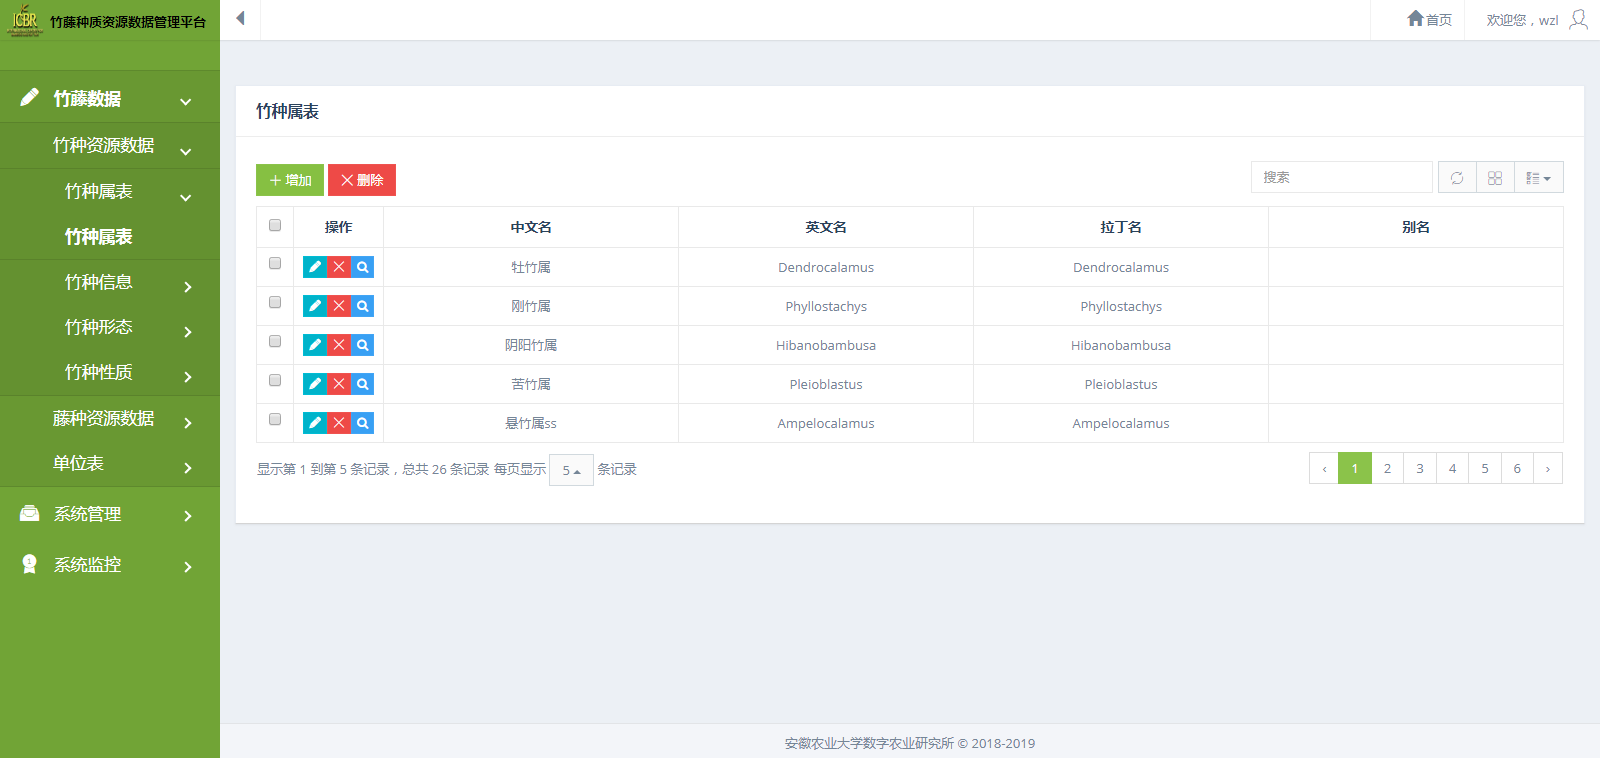 ICBR 竹藤种质资源数据管理平台
首页
欢迎您，wzl
竹藤数据
竹种资源数据
竹种属表
竹种属表
竹种信息
竹种形态
竹种性质
藤种资源数据
单位表
系统管理
系统监控
竹种属表
增加 删除 搜索
操作 中文名 英文名 拉丁名 别名
牡竹属 Dendrocalamus Dendrocalamus
刚竹属 Phyllostachys Phyllostachys
阴阳竹属 Hibanobambusa Hibanobambusa
苦竹属 Pleioblastus Pleioblastus
悬竹属ss Ampelocalamus Ampelocalamus
显示第 1 到第 5 条记录，总共 26 条记录 每页显示 5 条记录
‹ 1 2 3 4 5 6 ›
安徽农业大学数字农业研究所 © 2018-2019